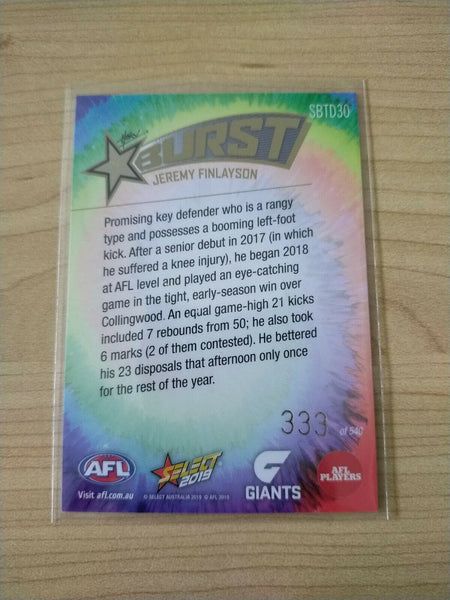 SBTD30
BURST
JEREMY FINLAYSON
Promising key defender who is a rangy
type and possesses a booming left-foot
kick. After a senior debut in 2017 (in which
he suffered a knee injury), he began 2018
at AFL level and played an eye-catching
game in the tight, early-season win over
Collingwood. An equal game-high 21 kicks
included 7 rebounds from 50; he also took
6 marks (2 of them contested). He bettered
his 23 disposals that afternoon only once
for the rest of the year.
333 of 540
AFL
Visit afl.com.au
SELECT
2019
© SELECT AUSTRALIA 2019 © AFL 2019
G
GIANTS
AFL
PLAYERS